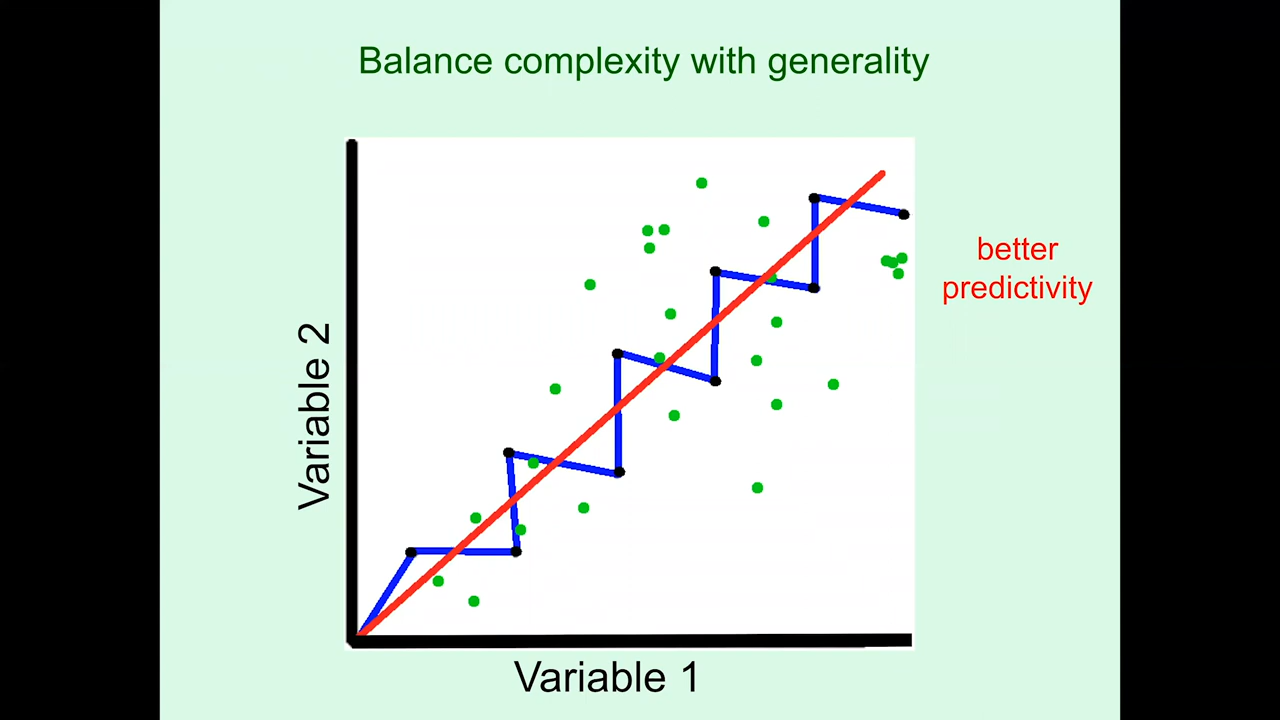 Balance complexity with generality
better
predictivity
Variable 2
Variable 1